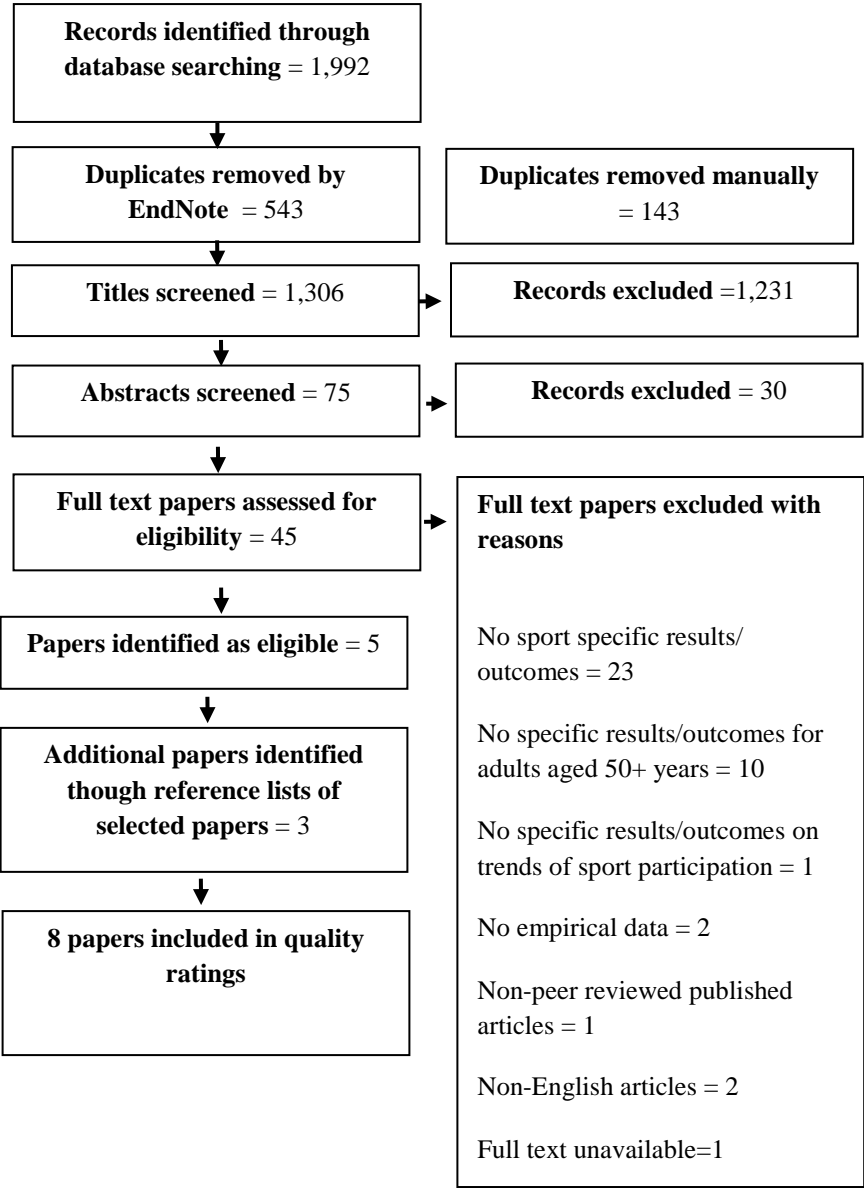 Records identified through
database searching = 1,992
Duplicates removed by
EndNote = 543
Duplicates removed manually
= 143
Titles screened = 1,306
Records excluded =1,231
Abstracts screened = 75
Records excluded = 30
Full text papers assessed for
eligibility = 45
Full text papers excluded with
reasons
No sport specific results/
outcomes = 23
No specific results/outcomes for
adults aged 50+ years = 10
No specific results/outcomes on
trends of sport participation = 1
No empirical data = 2
Non-peer reviewed published
articles = 1
Non-English articles = 2
Full text unavailable=1
Papers identified as eligible = 5
Additional papers identified
though reference lists of
selected papers = 3
8 papers included in quality
ratings